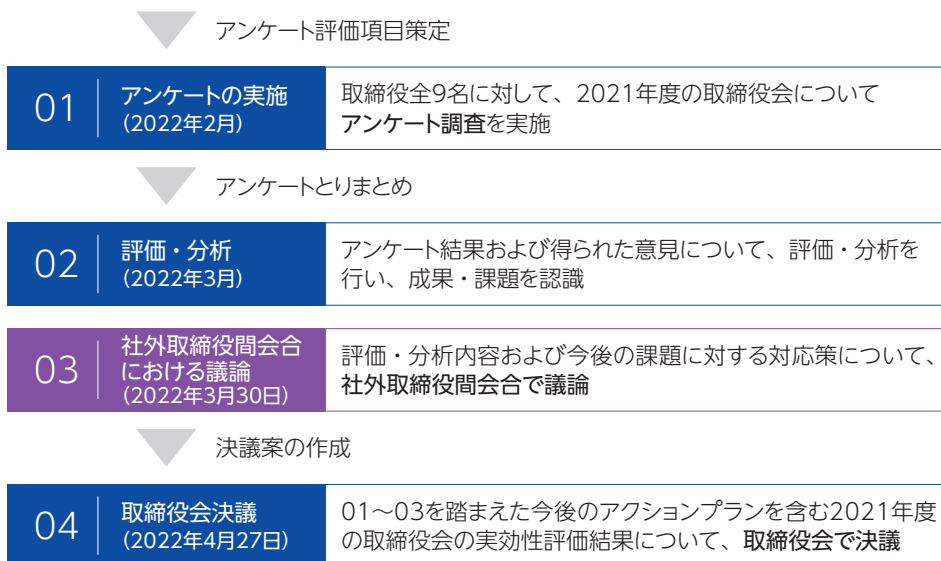 アンケート評価項目策定
01
アンケートの実施
(2022年2月)
取締役全9名に対して、2021年度の取締役会について
アンケート調査を実施
アンケートとりまとめ
02
評価・分析
(2022年3月)
アンケート結果および得られた意見について、評価・分析を
行い、成果・課題を認識
03
社外取締役間会合
における議論
(2022年3月30日)
評価・分析内容および今後の課題に対する対応策について、
社外取締役間会合で議論
決議案の作成
04
取締役会決議
(2022年4月27日)
01〜03を踏まえた今後のアクションプランを含む2021年度
の取締役会の実効性評価結果について、取締役会で決議